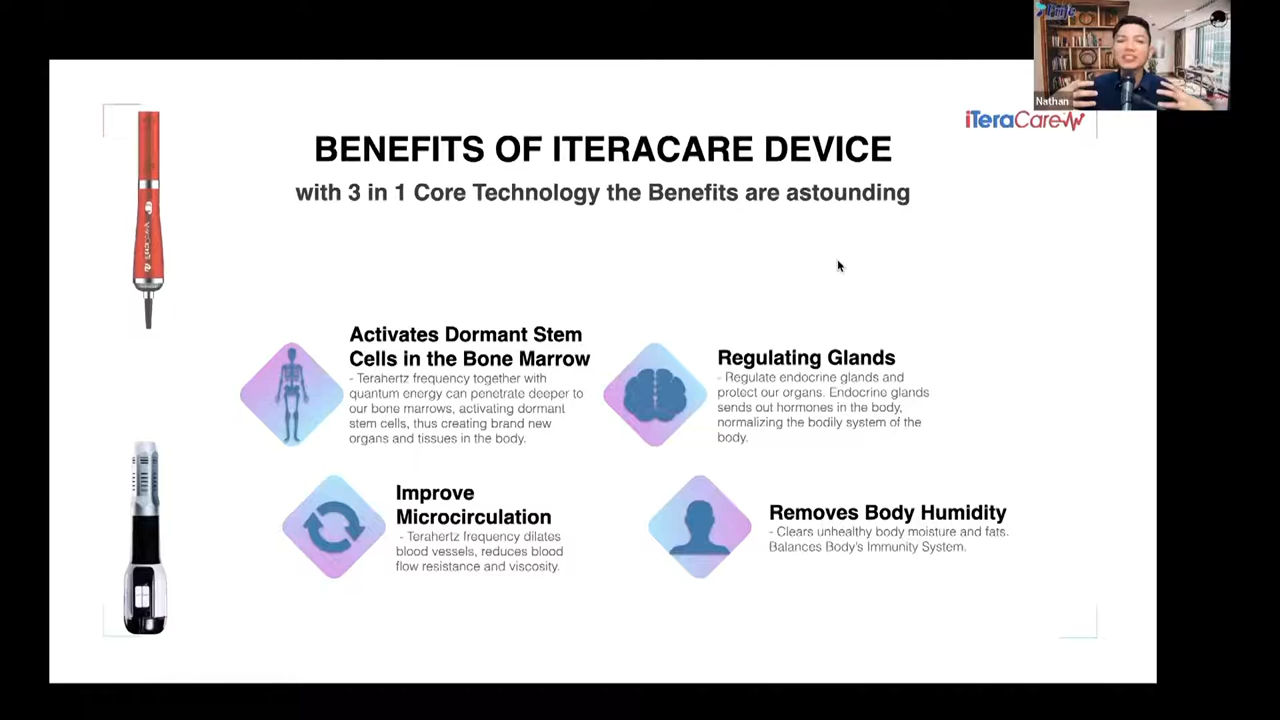 Prife
Nathan
iTeraCare
BENEFITS OF ITERACARE DEVICE
with 3 in 1 Core Technology the Benefits are astounding
Activates Dormant Stem
Cells in the Bone Marrow
- Terahertz frequency together with
quantum energy can penetrate deeper to
our bone marrows, activating dormant
stem cells, thus creating brand new
organs and tissues in the body.
Regulating Glands
- Regulate endocrine glands and
protect our organs. Endocrine glands
sends out hormones in the body,
normalizing the bodily system of the
body.
Improve
Microcirculation
- Terahertz frequency dilates
blood vessels, reduces blood
flow resistance and viscosity.
Removes Body Humidity
- Clears unhealthy body moisture and fats.
Balances Body's Immunity System.